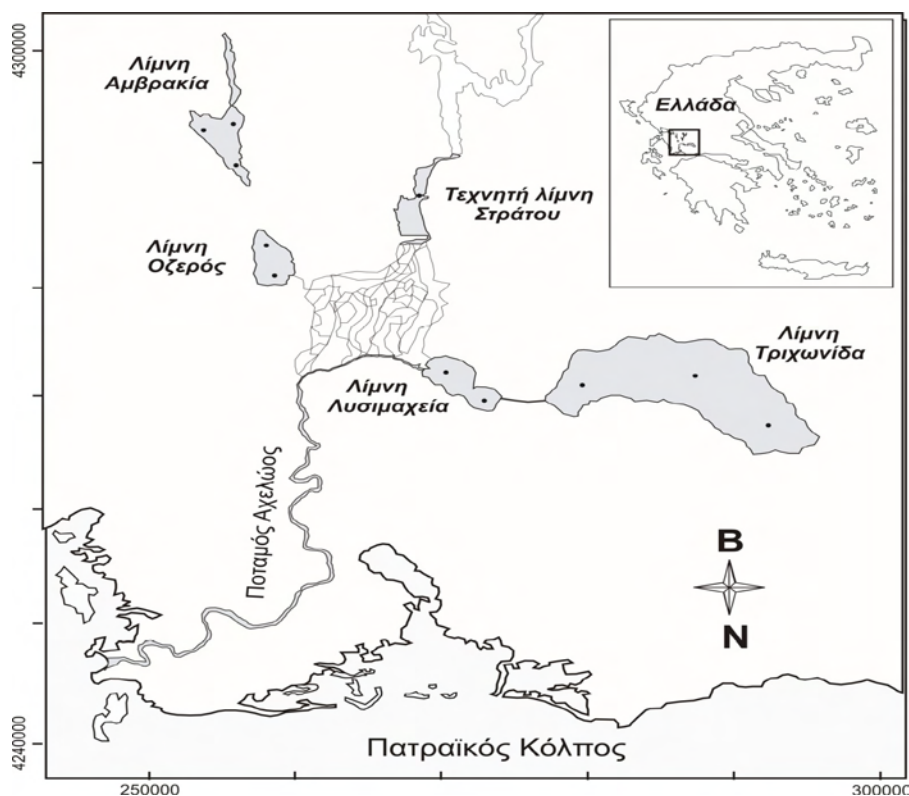 4300000
Λίμνη
Αμβρακία
Ελλάδα
Τεχνητή λίμνη
Στράτου
Λίμνη
Οζερός
Λίμνη
Τριχωνίδα
Λίμνη
Λυσιμαχεία
Ποταμός Αχελώος
Β
Ν
4240000
Πατραϊκός Κόλπος
250000
300000